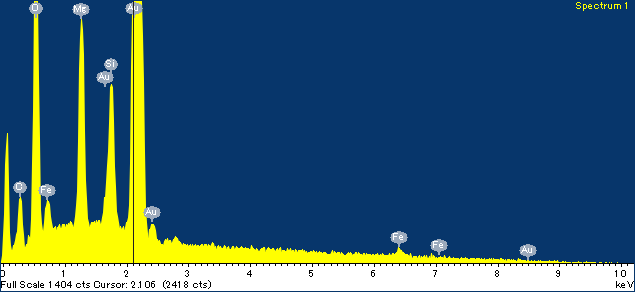 Spectrum 1
O Mg Au
Si
Au
O Fe
Au
Fe Fe Au
0 1 2 3 4 5 6 7 8 9 10
Full Scale 1404 cts Cursor: 2.106 (2418 cts) keV